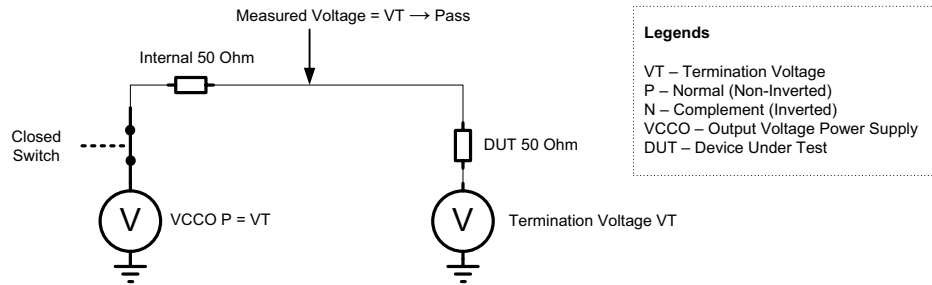 Measured Voltage = VT → Pass
Internal 50 Ohm
Closed
Switch
DUT 50 Ohm
V
VCCO P = VT
V
Termination Voltage VT
Legends
VT – Termination Voltage
P – Normal (Non-Inverted)
N – Complement (Inverted)
VCCO – Output Voltage Power Supply
DUT – Device Under Test